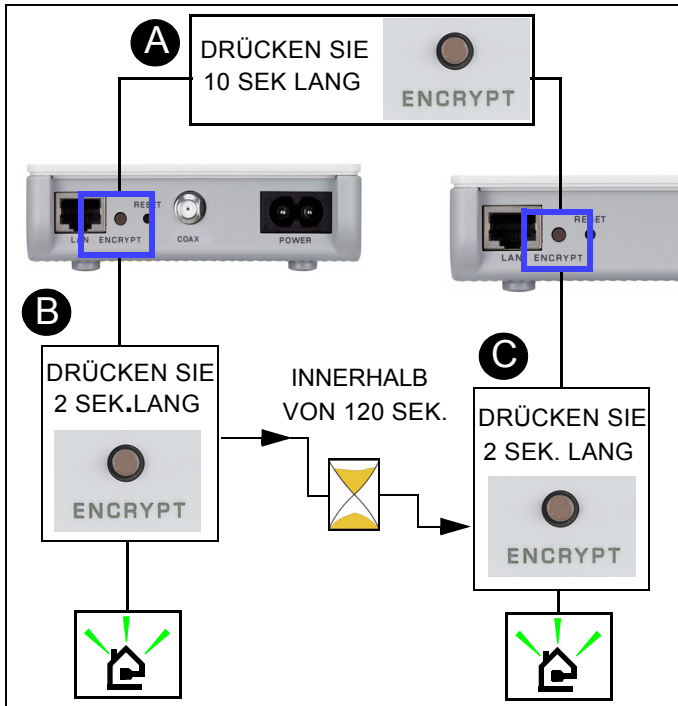 A
DRÜCKEN SIE
10 SEK LANG
ENCRYPT
RESET
LAN ENCRYPT COAX POWER
RESET
LAN ENCRYPT
B
DRÜCKEN SIE
2 SEK.LANG
ENCRYPT
INNERHALB
VON 120 SEK.
C
DRÜCKEN SIE
2 SEK. LANG
ENCRYPT